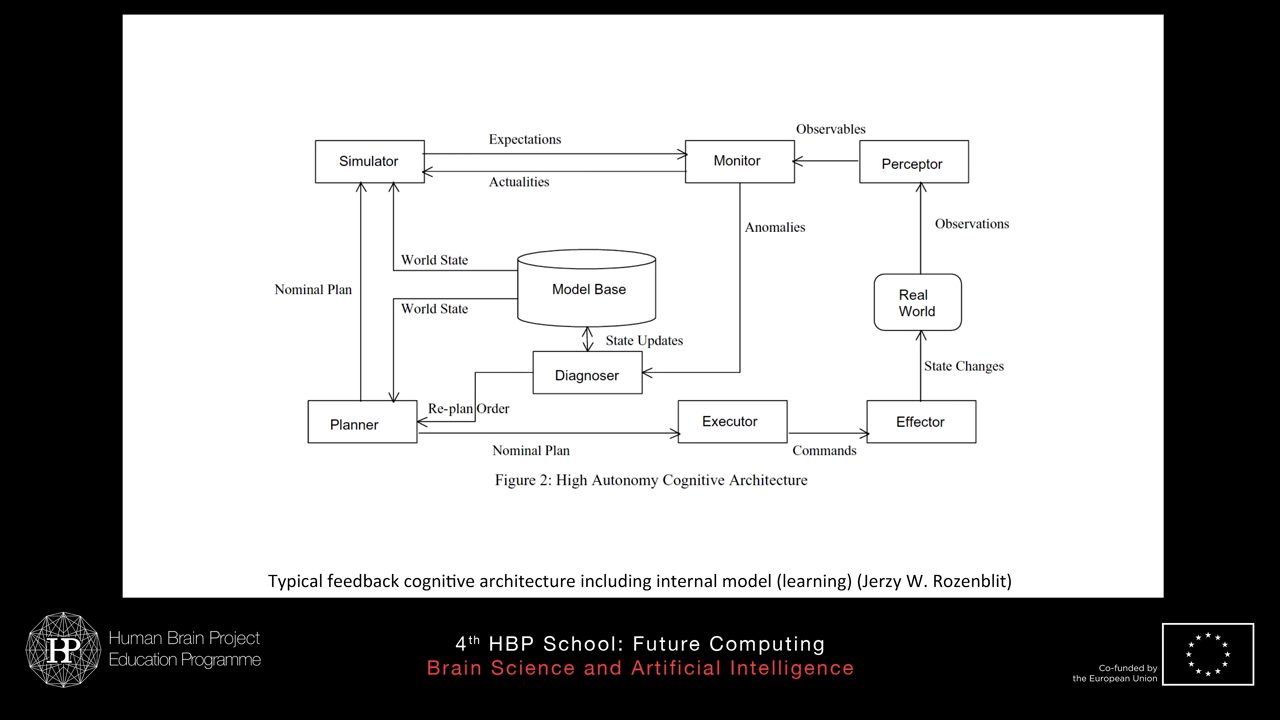 Observables
Expectations
Simulator
Monitor
Perceptor
Actualities
Anomalies
Observations
World State
Nominal Plan
Model Base
Real
World
World State
State Updates
State Changes
Diagnoser
Re-plan Order
Planner
Executor
Effector
Nominal Plan
Commands
Figure 2: High Autonomy Cognitive Architecture
Typical feedback cognitive architecture including internal model (learning) (Jerzy W. Rozenblit)
HP
Human Brain Project
Education Programme
4th HBP School: Future Computing
Brain Science and Artificial Intelligence
Co-funded by
the European Union